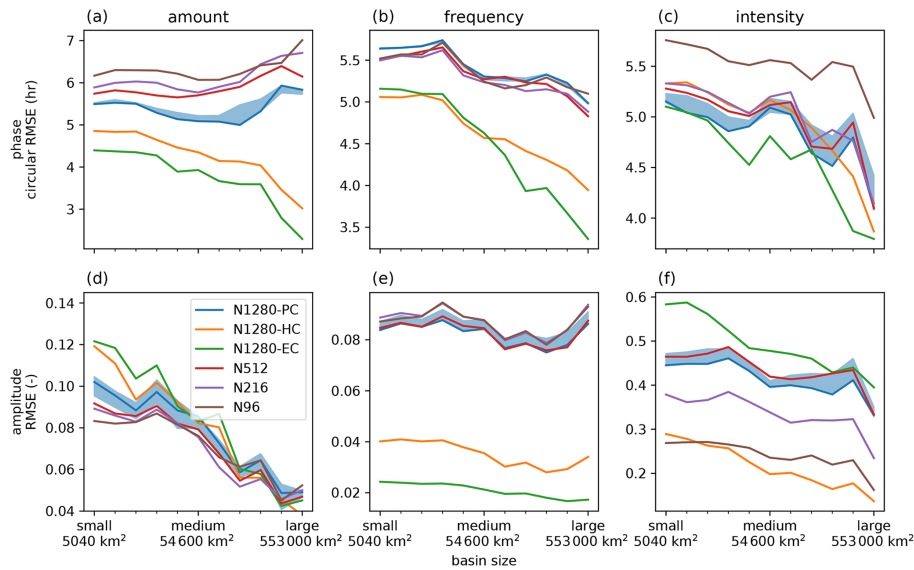 (a) amount
(b) frequency
(c) intensity
phase
circular RMSE (hr)
7
6
5
4
3
5.5
5.0
4.5
4.0
3.5
5.5
5.0
4.5
4.0
(d)
(e)
(f)
amplitude
RMSE (-)
0.14
0.12
0.10
0.08
0.06
0.04
N1280-PC
N1280-HC
N1280-EC
N512
N216
N96
0.08
0.06
0.04
0.02
0.6
0.5
0.4
0.3
0.2
small medium large
5040 km² 54 600 km² 553 000 km²
small medium large
5040 km² 54 600 km² 553 000 km²
small medium large
5040 km² 54 600 km² 553 000 km²
basin size